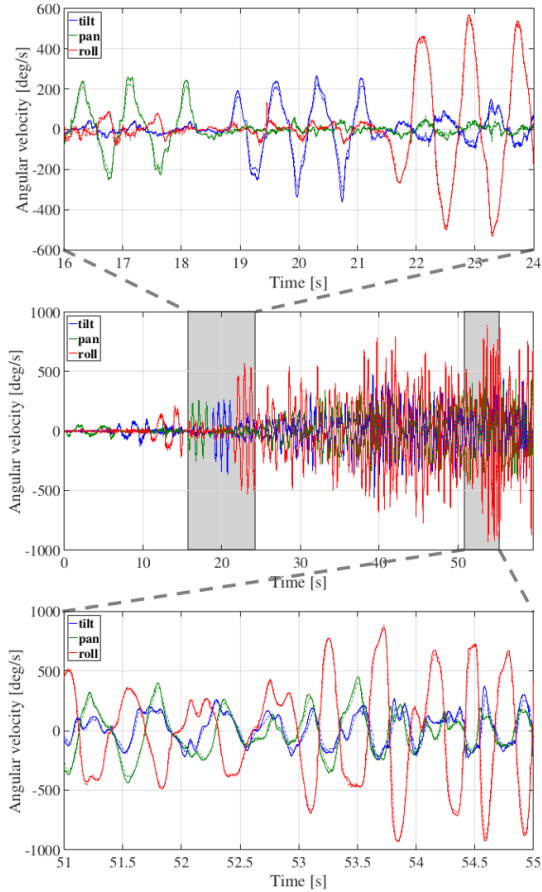 600
400
200
0
-200
-400
-600
Angular velocity [deg/s]
tilt
pan
roll
16 17 18 19 20 21 22 23 24
Time [s]
1000
500
0
-500
-1000
Angular velocity [deg/s]
tilt
pan
roll
0 10 20 30 40 50
Time [s]
1000
500
0
-500
-1000
Angular velocity [deg/s]
tilt
pan
roll
51 51.5 52 52.5 53 53.5 54 54.5 55
Time [s]